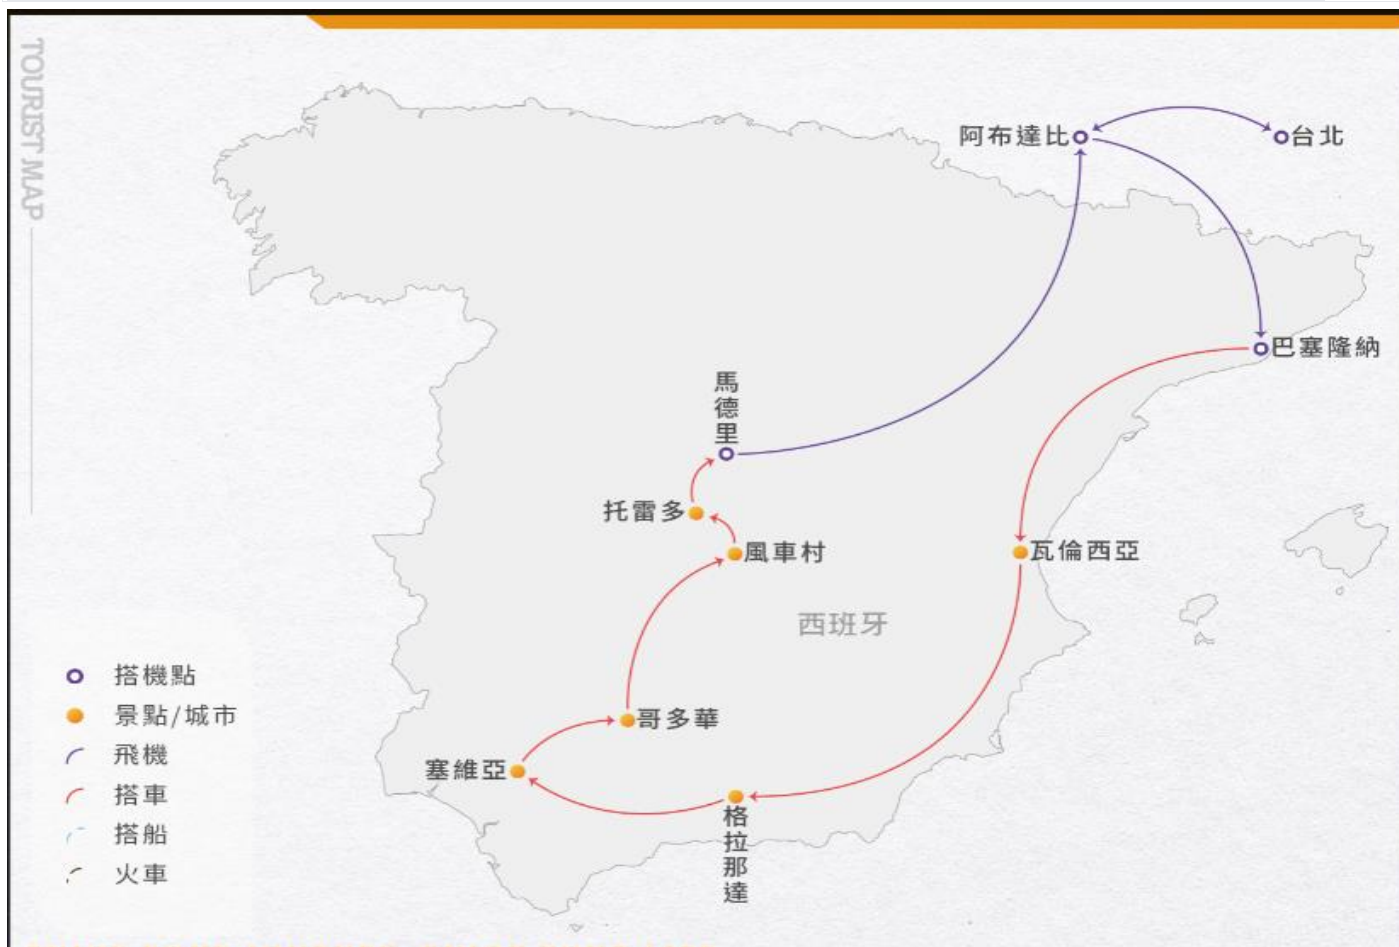 TOURIST MAP
阿布達比
台北
巴塞隆納
馬德里
托雷多
風車村
瓦倫西亞
西班牙
哥多華
塞維亞
格拉那達
搭機點
景點/城市
飛機
搭車
搭船
火車